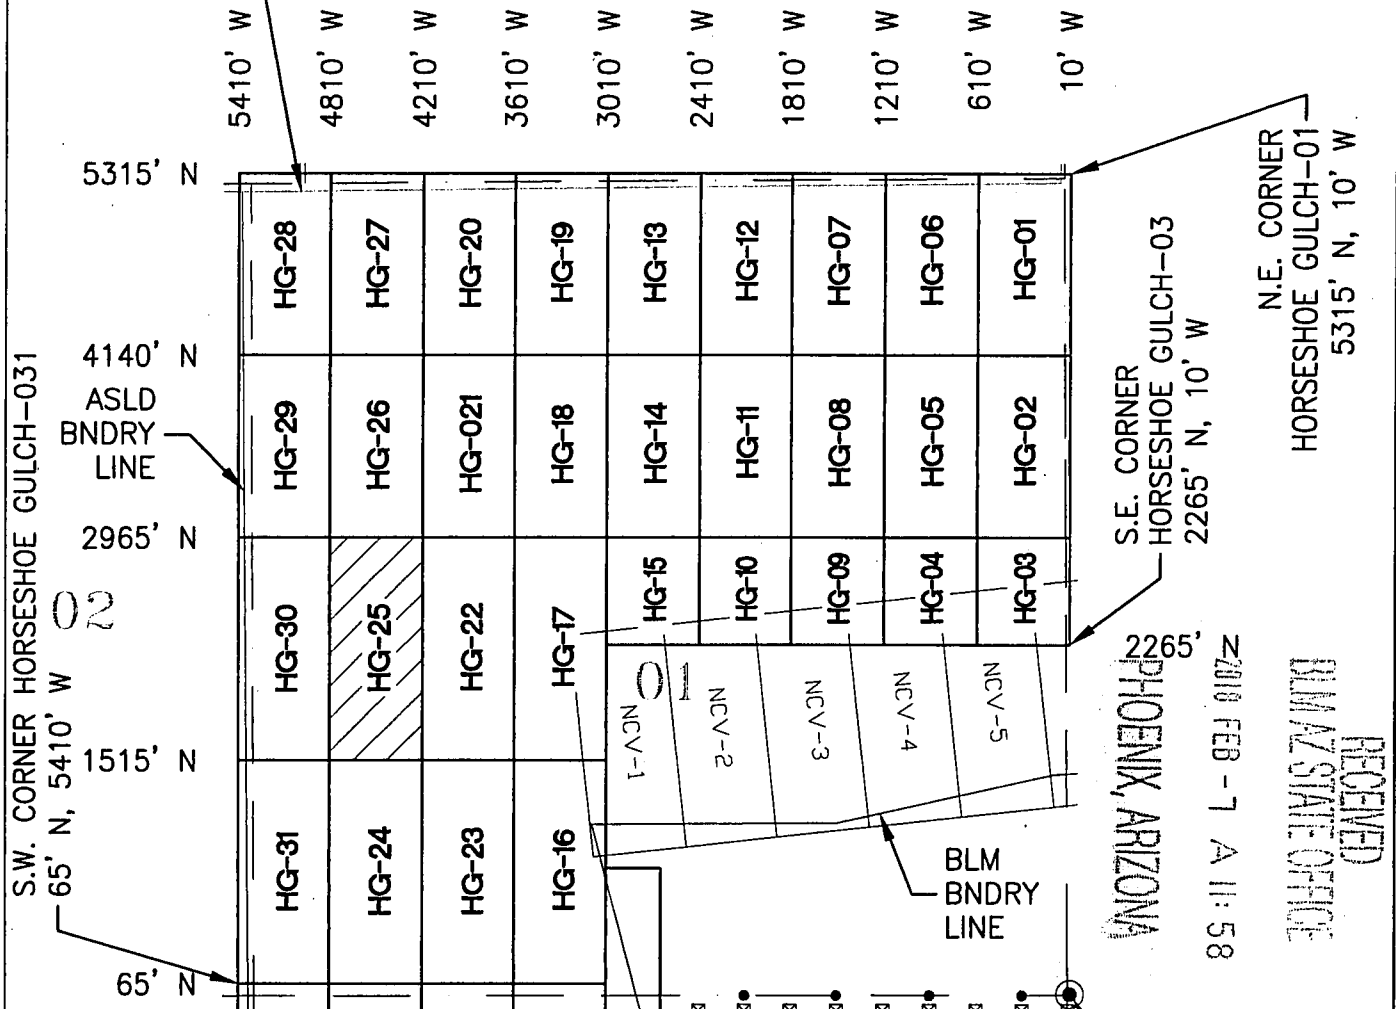 5410' W
4810' W
4210' W
3610' W
3010' W
2410' W
1810' W
1210' W
610' W
10' W
5315' N
4140' N
2965' N
1515' N
65' N
2265' N
ASLD
BNDRY
LINE
S.W. CORNER HORSESHOE GULCH-031
65' N, 5410' W
02
HG-28
HG-27
HG-20
HG-19
HG-13
HG-12
HG-07
HG-06
HG-01
HG-29
HG-26
HG-021
HG-18
HG-14
HG-11
HG-08
HG-05
HG-02
HG-30
HG-25
HG-22
HG-17
HG-15
HG-10
HG-09
HG-04
HG-03
HG-31
HG-24
HG-23
HG-16
01
NCV-1
NCV-2
NCV-3
NCV-4
NCV-5
BLM
BNDRY
LINE
N.E. CORNER
HORSESHOE GULCH-01
5315' N, 10' W
S.E. CORNER
HORSESHOE GULCH-03
2265' N, 10' W
RECEIVED
BLM AZ STATE OFFICE
2018 FEB -7 A 11:58
PHOENIX, ARIZONA